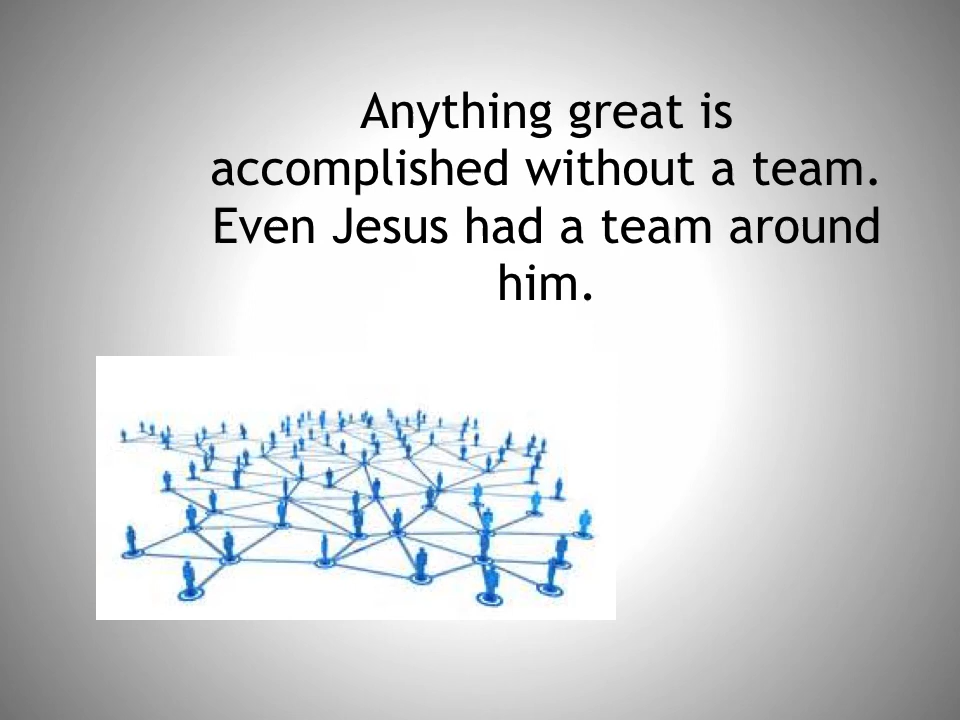 Anything great is
accomplished without a team.
Even Jesus had a team around
him.